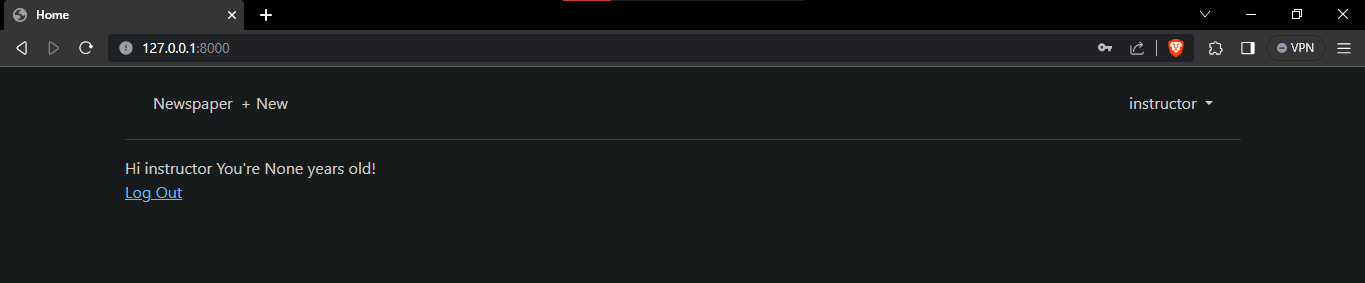 Home
127.0.0.1:8000
VPN
Newspaper + New
instructor
Hi instructor You're None years old!
Log Out